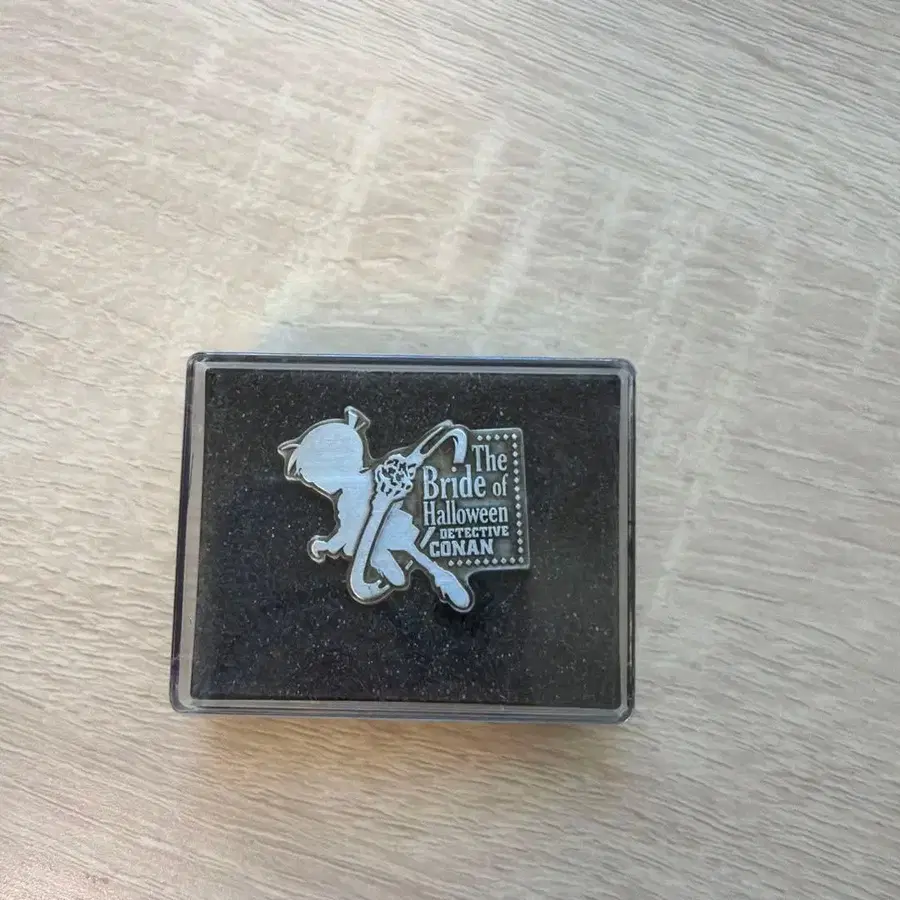 The
Bride of
Halloween
DETECTIVE
CONAN